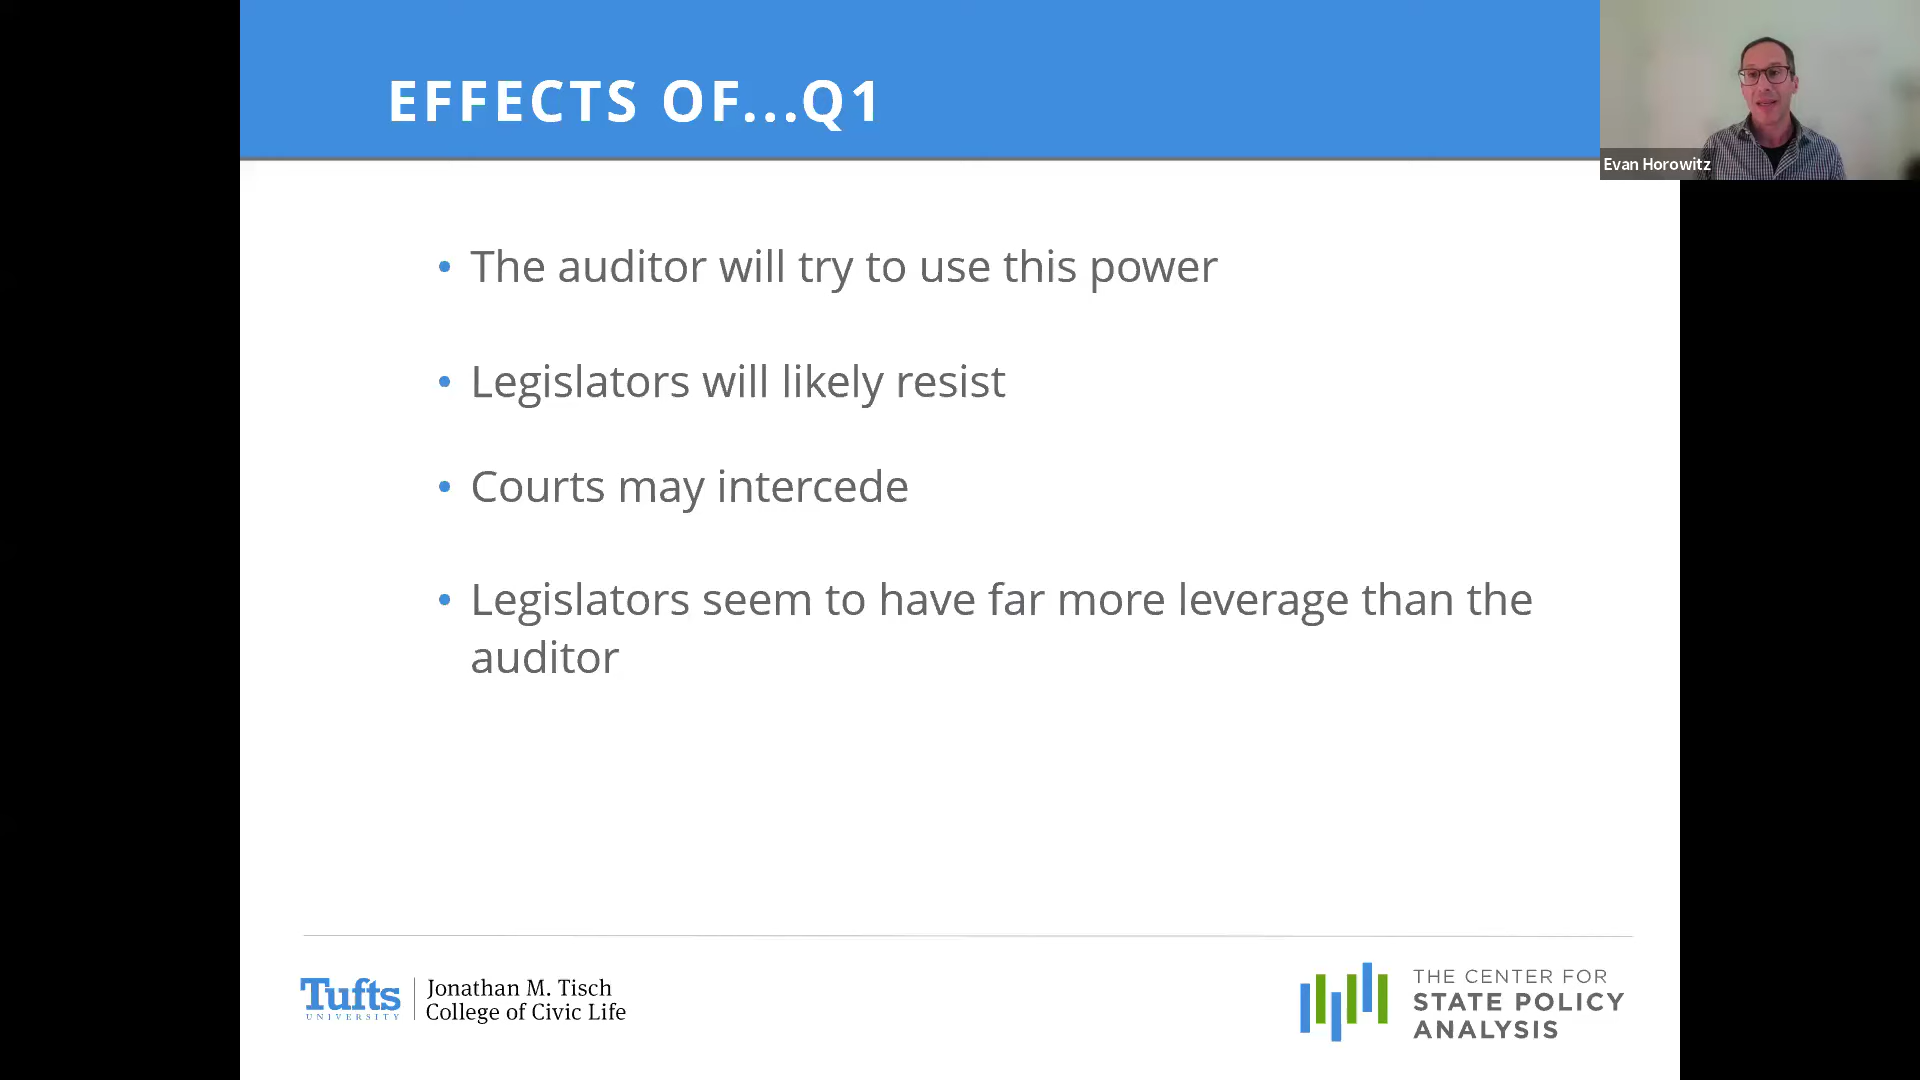 EFFECTS OF...Q1
Evan Horowitz
• The auditor will try to use this power
• Legislators will likely resist
• Courts may intercede
• Legislators seem to have far more leverage than the
auditor
Tufts
UNIVERSITY
Jonathan M. Tisch
College of Civic Life
THE CENTER FOR
STATE POLICY
ANALYSIS